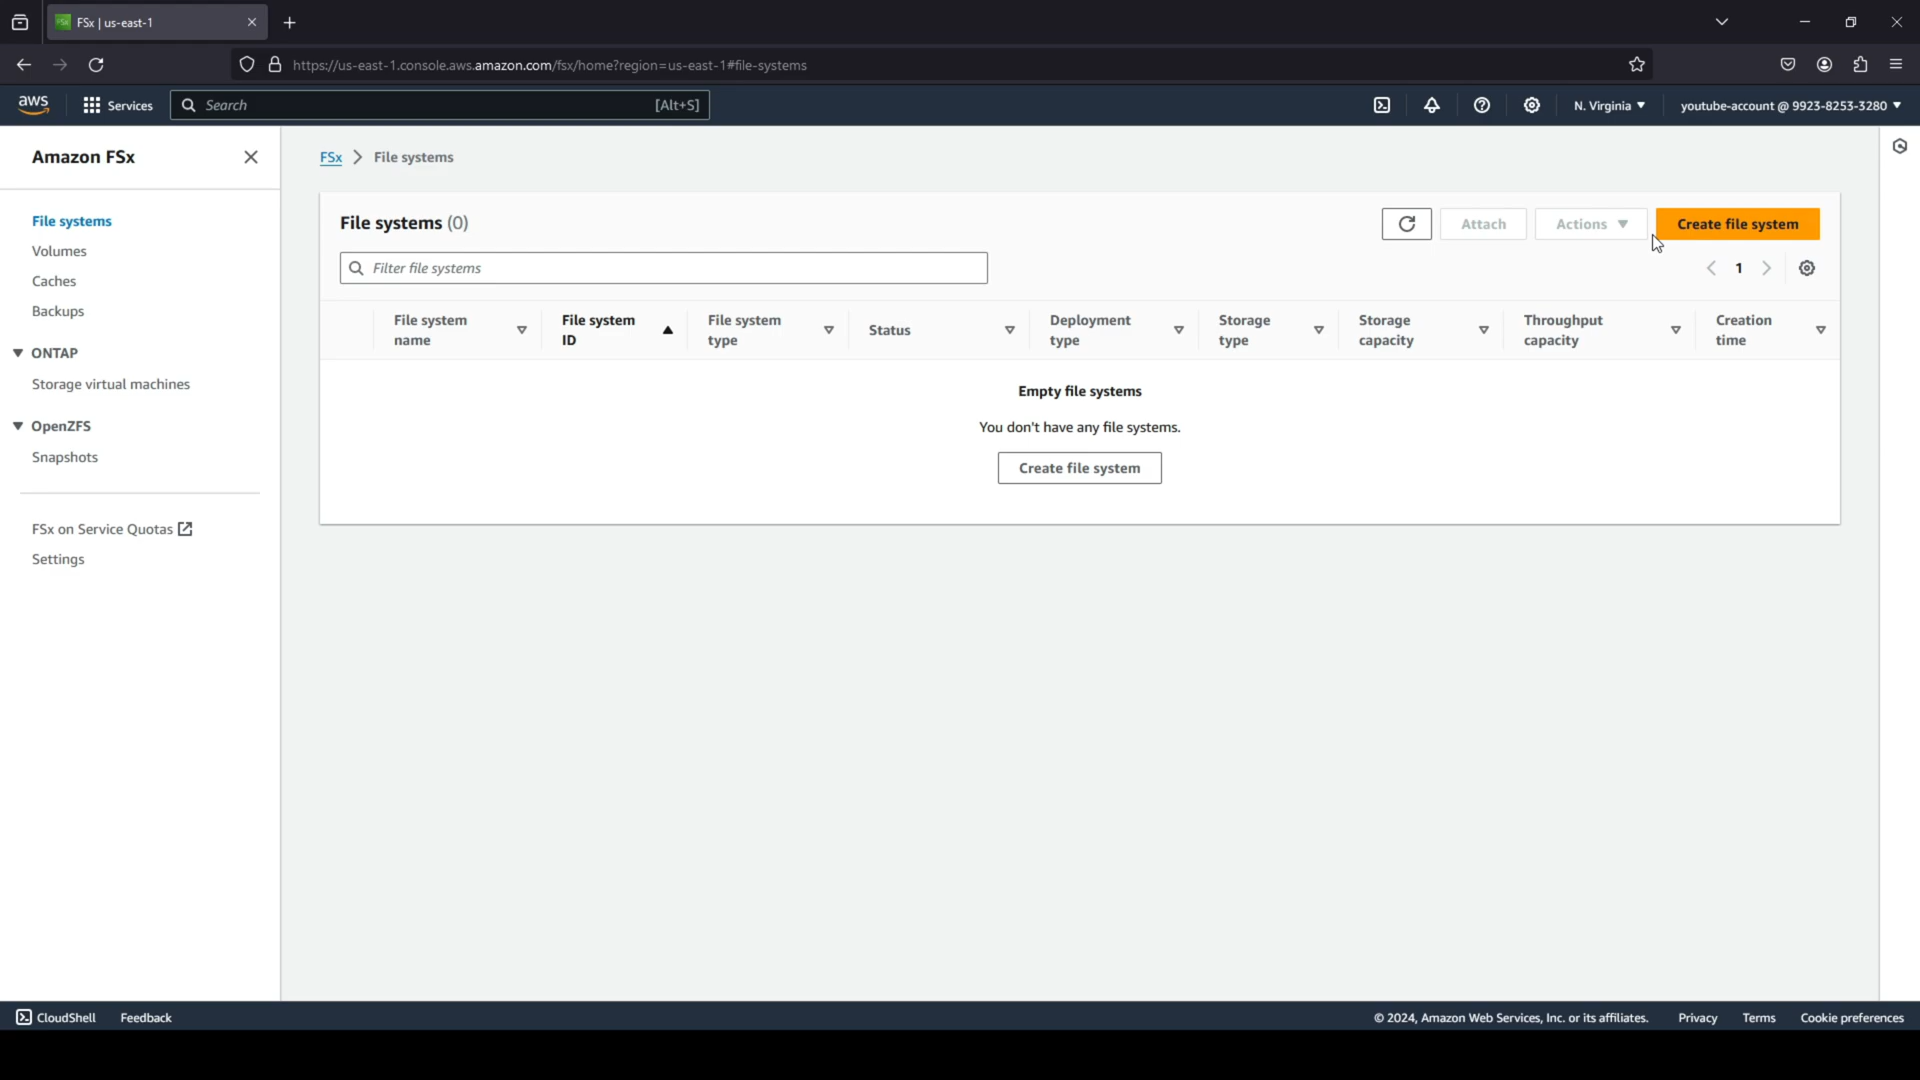 FSx | us-east-1
https://us-east-1.console.aws.amazon.com/fsx/home?region=us-east-1#file-systems
aws
Services
Search
[Alt+S]
N. Virginia
youtube-account @ 9923-8253-3280
Amazon FSx
File systems
Volumes
Caches
Backups
ONTAP
Storage virtual machines
OpenZFS
Snapshots
FSx on Service Quotas
Settings
FSx
File systems
File systems (0)
Attach
Actions
Create file system
Filter file systems
1
File system
name
File system
ID
File system
type
Status
Deployment
type
Storage
type
Storage
capacity
Throughput
capacity
Creation
time
Empty file systems
You don't have any file systems.
Create file system
CloudShell
Feedback
© 2024, Amazon Web Services, Inc. or its affiliates.
Privacy
Terms
Cookie preferences